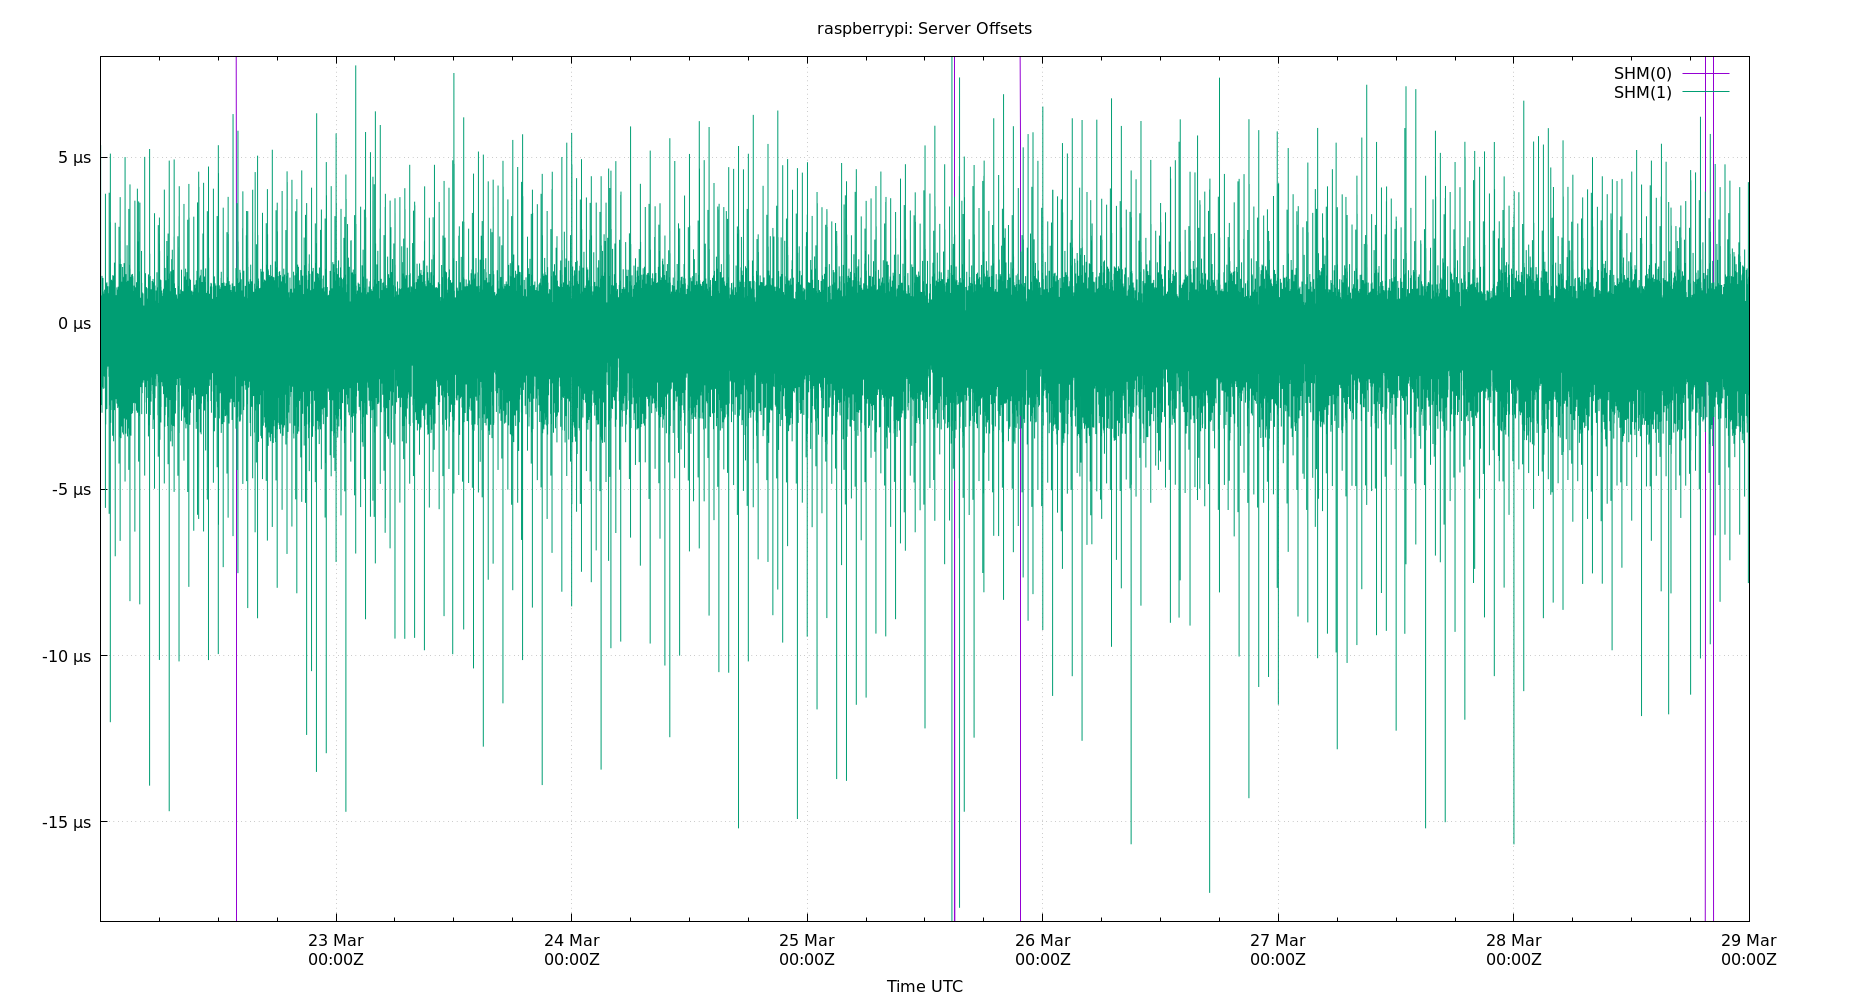 raspberrypi: Server Offsets
SHM(0)
SHM(1)
5 µs
0 µs
-5 µs
-10 µs
-15 µs
23 Mar
00:00Z
24 Mar
00:00Z
25 Mar
00:00Z
26 Mar
00:00Z
27 Mar
00:00Z
28 Mar
00:00Z
29 Mar
00:00Z
Time UTC